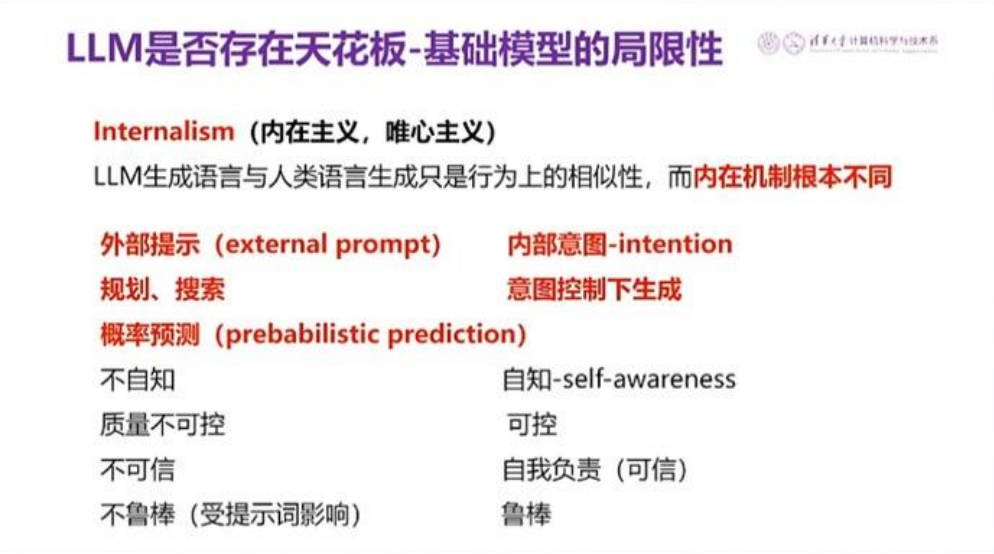 LLM是否存在天花板-基础模型的局限性
清华大学计算机科学与技术系
Internalism（内在主义，唯心主义）
LLM生成语言与人类语言生成只是行为上的相似性，而内在机制根本不同
外部提示（external prompt） 内部意图-intention
规划、搜索 意图控制下生成
概率预测（prebabilistic prediction）
不自知 自知-self-awareness
质量不可控 可控
不可信 自我负责（可信）
不鲁棒（受提示词影响） 鲁棒